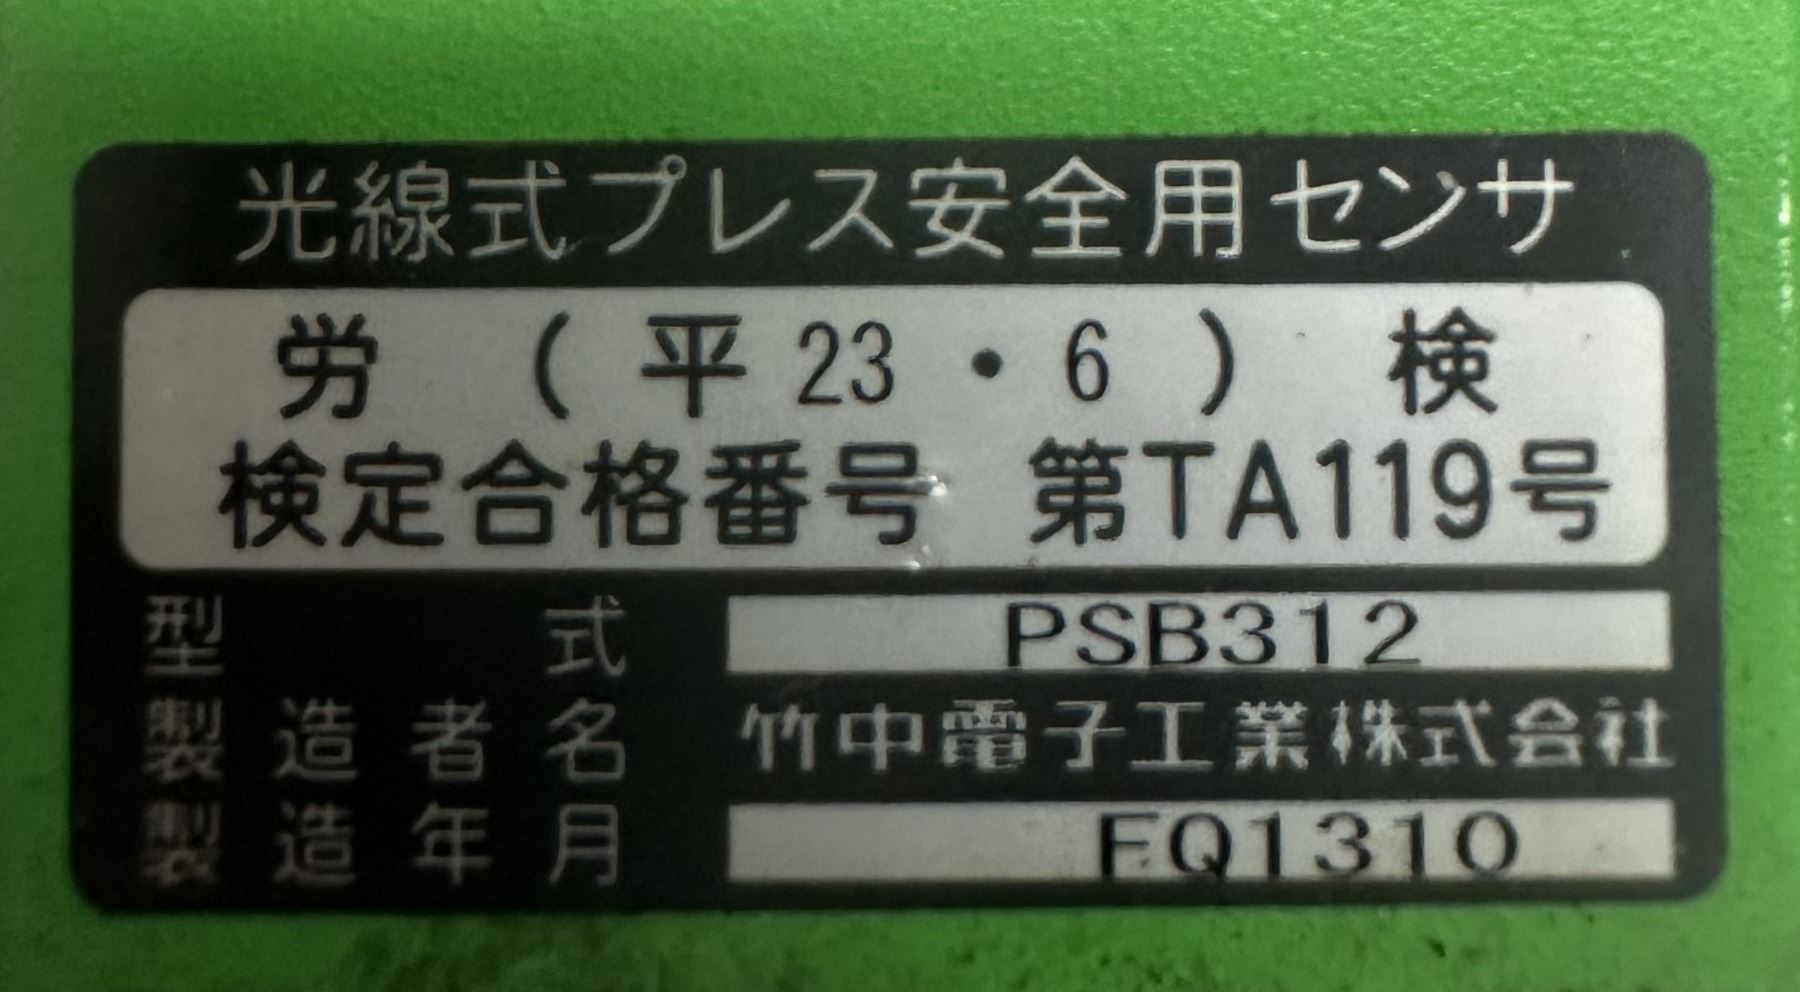 光線式プレス安全用センサ
労 (平23・6) 検
検定合格番号 第TA119号
型式 PSB312
製造者名 竹中電子工業株式会社
製造年月 FQ1310